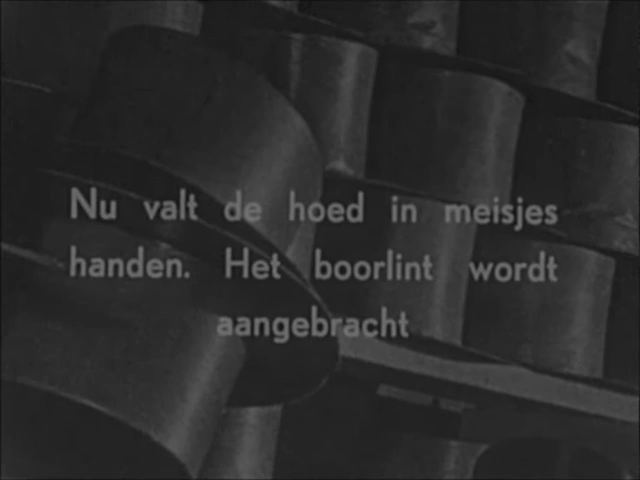 Nu valt de hoed in meisjes
handen. Het boorlint wordt
aangebracht